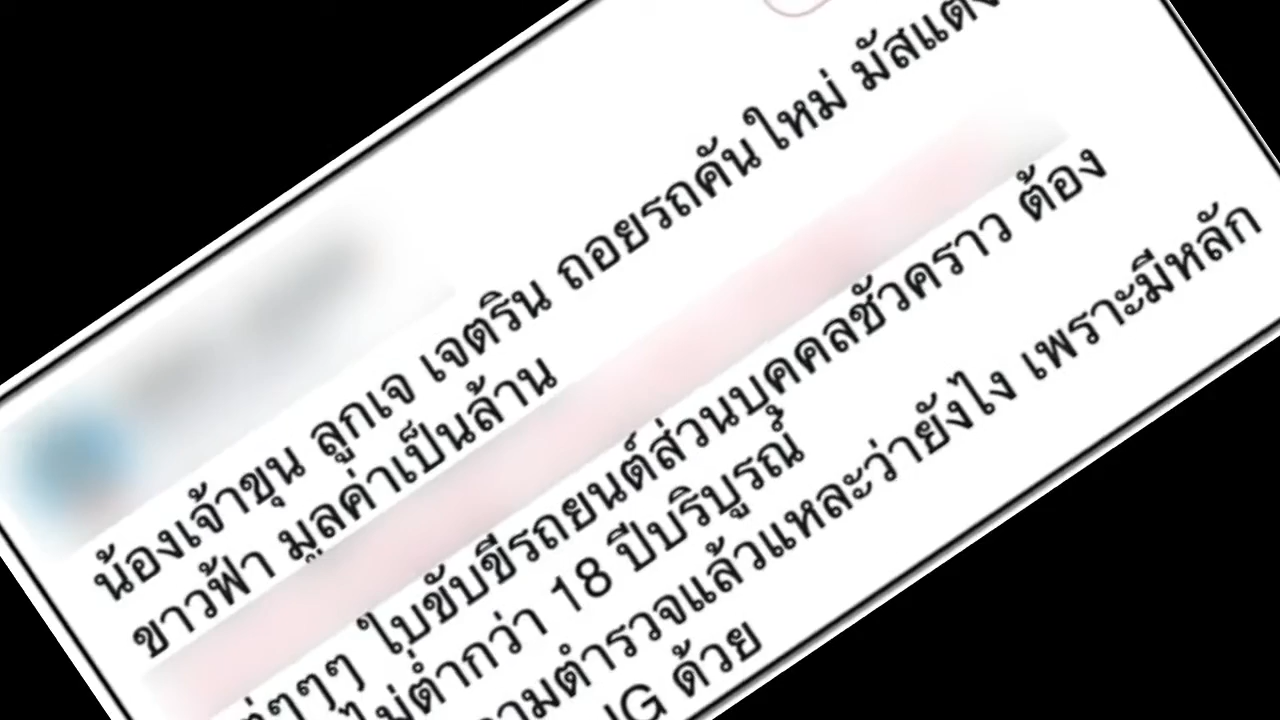 น้องเจ้าขุน ลูกเจ เจตริน ถอยรถคันใหม่ มัสแตง
ขาวฟ้า มูลค่าเป็นล้าน
ๆๆๆ ใบขับขี่รถยนต์ส่วนบุคคลชั่วคราว ต้อง
ไม่ต่ำกว่า 18 ปีบริบูรณ์
ตำรวจแล้วแหละว่ายังไง เพราะมีหลัก
ด้วย